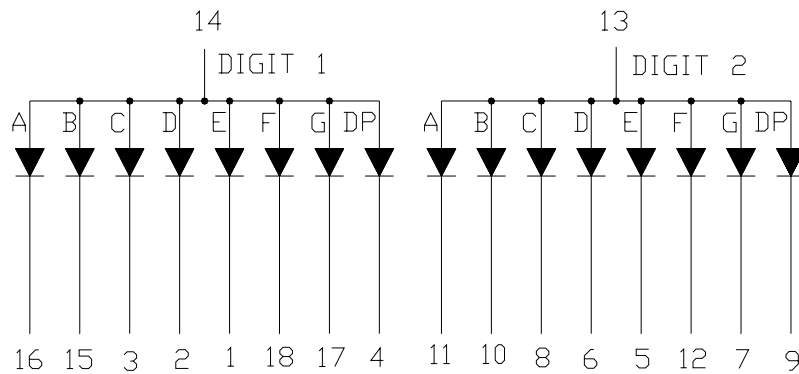 14 13
DIGIT 1 DIGIT 2
A B C D E F G DP A B C D E F G DP
16 15 3 2 1 18 17 4 11 10 8 6 5 12 7 9